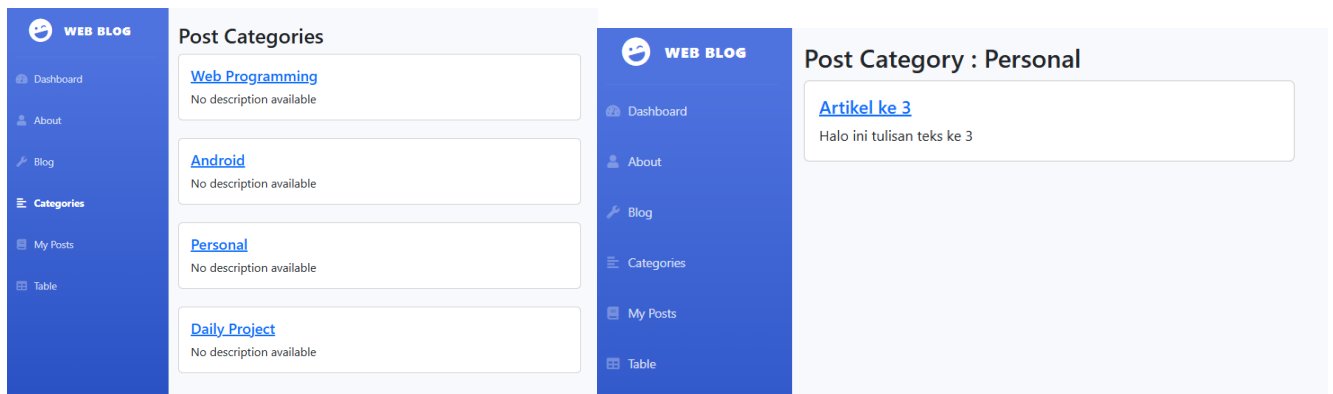 WEB BLOG
Dashboard
About
Blog
Categories
My Posts
Table
Post Categories
Web Programming
No description available
Android
No description available
Personal
No description available
Daily Project
No description available
WEB BLOG
Dashboard
About
Blog
Categories
My Posts
Table
Post Category : Personal
Artikel ke 3
Halo ini tulisan teks ke 3